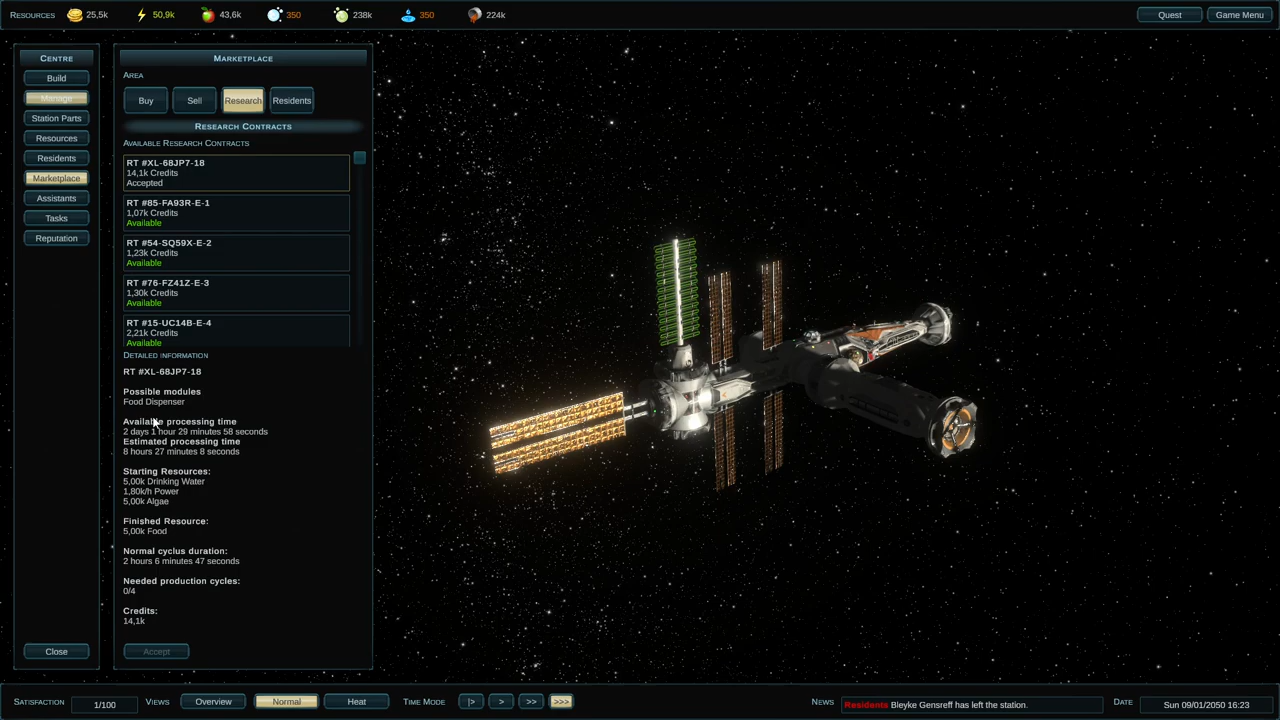 RESOURCES 25,5k 50,9k 43,6k 350 238k 350 224k Quest Game Menu
CENTRE
Build
Manage
Station Parts
Resources
Residents
Marketplace
Assistants
Tasks
Reputation
Close
MARKETPLACE
AREA
Buy Sell Research Residents
RESEARCH CONTRACTS
AVAILABLE RESEARCH CONTRACTS
RT #XL-68JP7-18
14,1k Credits
Accepted
RT #85-FA93R-E-1
1,07k Credits
Available
RT #54-SQ59X-E-2
1,23k Credits
Available
RT #76-FZ41Z-E-3
1,30k Credits
Available
RT #15-UC14B-E-4
2,21k Credits
Available
DETAILED INFORMATION
RT #XL-68JP7-18
Possible modules
Food Dispenser
Available processing time
2 days 1 hour 29 minutes 58 seconds
Estimated processing time
8 hours 27 minutes 8 seconds
Starting Resources:
5,00k Drinking Water
1,80k/h Power
5,00k Algae
Finished Resource:
5,00k Food
Normal cyclus duration:
2 hours 6 minutes 47 seconds
Needed production cycles:
0/4
Credits:
14,1k
Accept
SATISFACTION 1/100 VIEWS Overview Normal Heat TIME MODE |> > >> >>> NEWS Residents Bleyke Gensreff has left the station. DATE Sun 09/01/2050 16:23